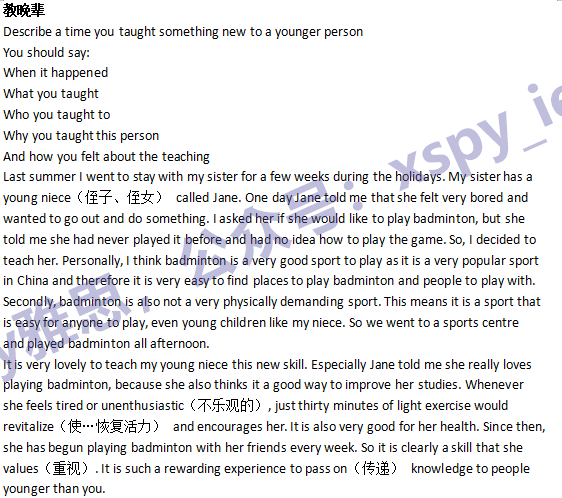 教晚辈
Describe a time you taught something new to a younger person
You should say:
When it happened
What you taught
Who you taught to
Why you taught this person
And how you felt about the teaching
Last summer I went to stay with my sister for a few weeks during the holidays. My sister has a
young niece（侄子、侄女） called Jane. One day Jane told me that she felt very bored and
wanted to go out and do something. I asked her if she would like to play badminton, but she
told me she had never played it before and had no idea how to play the game. So, I decided to
teach her. Personally, I think badminton is a very good sport to play as it is a very popular sport
in China and therefore it is very easy to find places to play badminton and people to play with.
Secondly, badminton is also not a very physically demanding sport. This means it is a sport that
is easy for anyone to play, even young children like my niece. So we went to a sports centre
and played badminton all afternoon.
It is very lovely to teach my young niece this new skill. Especially Jane told me she really loves
playing badminton, because she also thinks it a good way to improve her studies. Whenever
she feels tired or unenthusiastic（不乐观的）, just thirty minutes of light exercise would
revitalize（使…恢复活力） and encourages her. It is also very good for her health. Since then,
she has begun playing badminton with her friends every week. So it is clearly a skill that she
values（重视）. It is such a rewarding experience to pass on（传递） knowledge to people
younger than you.
y雅思，公众号：xspy_ie